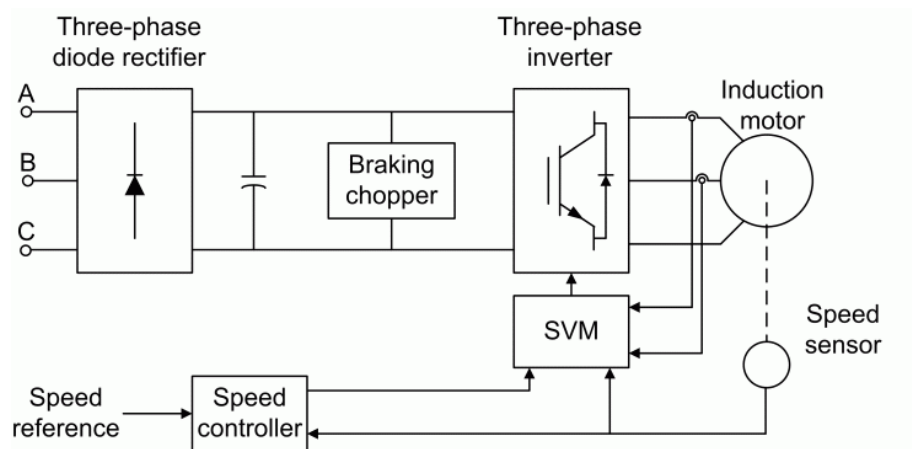 Three-phase
diode rectifier
Three-phase
inverter
Induction
motor
A
B
C
Braking
chopper
SVM
Speed
sensor
Speed
reference
Speed
controller